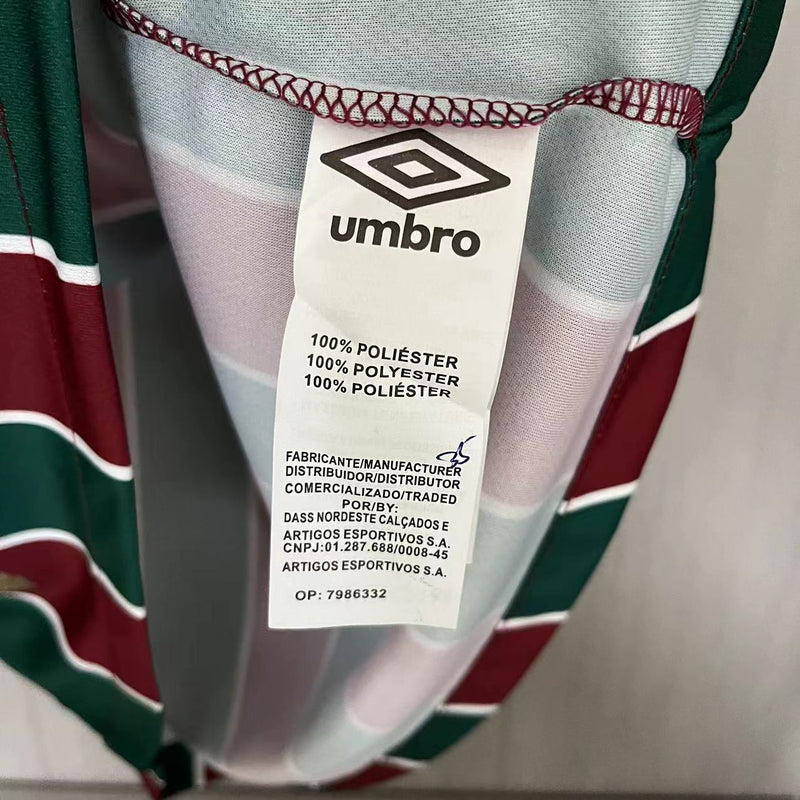 umbro
100% POLIÉSTER
100% POLYESTER
100% POLIÉSTER
FABRICANTE/MANUFACTURER
DISTRIBUIDOR/DISTRIBUTOR
COMERCIALIZADO/TRADED
POR/BY:
DASS NORDESTE CALÇADOS E
ARTIGOS ESPORTIVOS S.A.
CNPJ:01.287.688/0008-45
ARTIGOS ESPORTIVOS S.A.
OP: 7986332